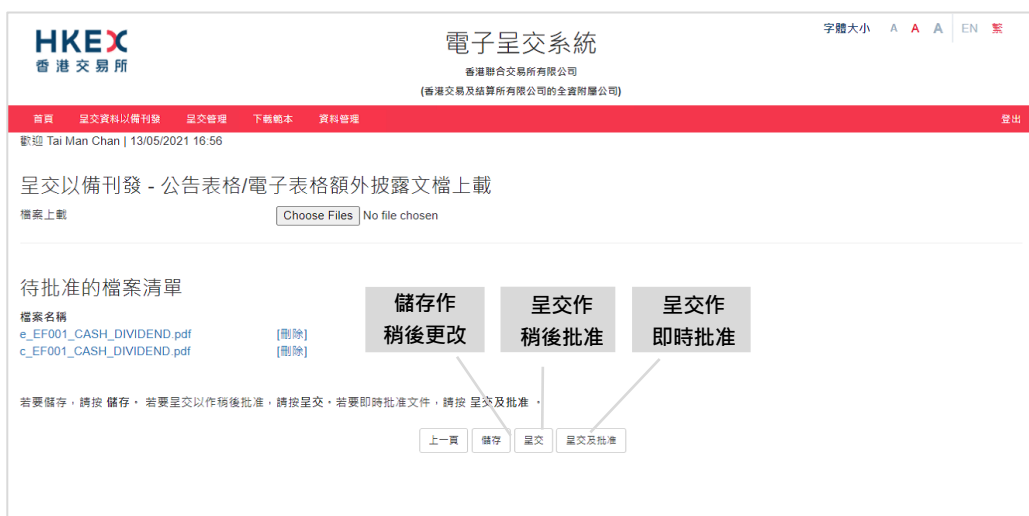 字體大小 A A A EN 繁
HKEX
香港交易所
電子呈交系統
香港聯合交易所有限公司
(香港交易及結算所有限公司的全資附屬公司)
首頁 呈交資料以備刊發 呈交管理 下載範本 資料管理 登出
歡迎 Tai Man Chan | 13/05/2021 16:56
呈交以備刊發 - 公告表格/電子表格額外披露文檔上載
檔案上載 Choose Files No file chosen
待批准的檔案清單
檔案名稱
e_EF001_CASH_DIVIDEND.pdf [刪除]
c_EF001_CASH_DIVIDEND.pdf [刪除]
儲存作
稍後更改
呈交作
稍後批准
呈交作
即時批准
若要儲存，請按 儲存。 若要呈交以作稍後批准，請按呈交。若要即時批准文件，請按 呈交及批准 。
上一頁 儲存 呈交 呈交及批准